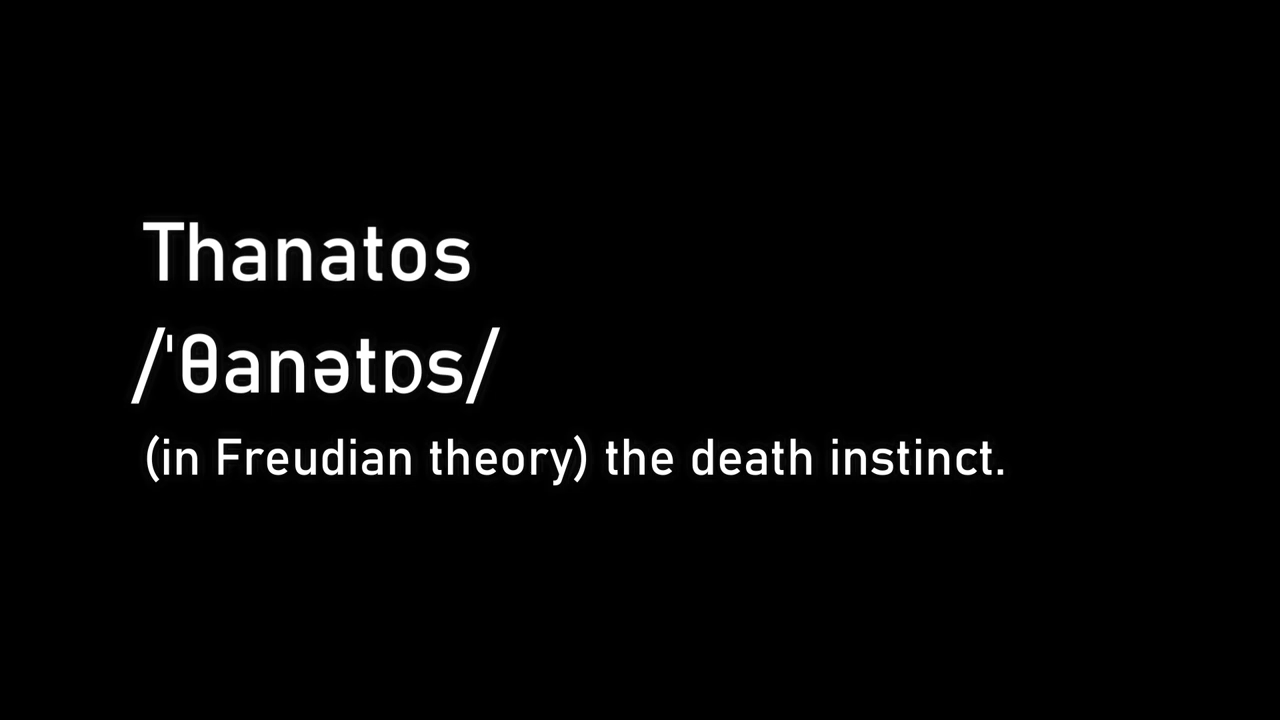 Thanatos
/ˈθanətɒs/
(in Freudian theory) the death instinct.